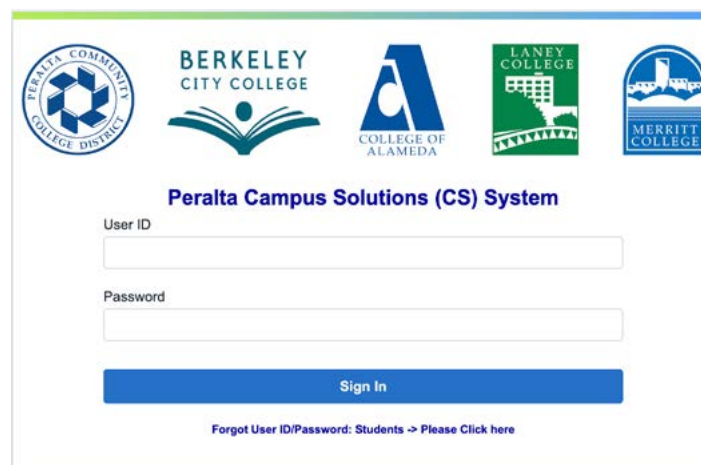 PERALTA COMMUNITY
COLLEGE DISTRICT
BERKELEY
CITY COLLEGE
COLLEGE OF
ALAMEDA
LANEY
COLLEGE
MERRITT
COLLEGE
Peralta Campus Solutions (CS) System
User ID
Password
Sign In
Forgot User ID/Password: Students -> Please Click here